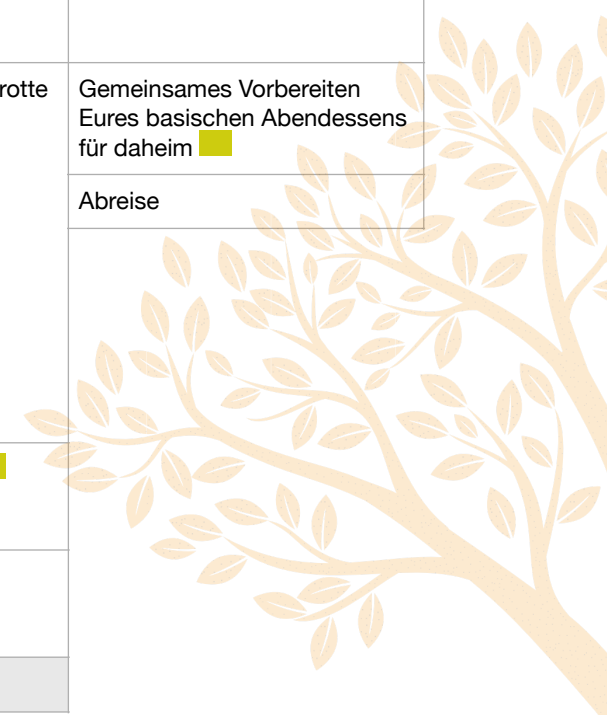 rotte
Gemeinsames Vorbereiten
Eures basischen Abendessens
für daheim
Abreise